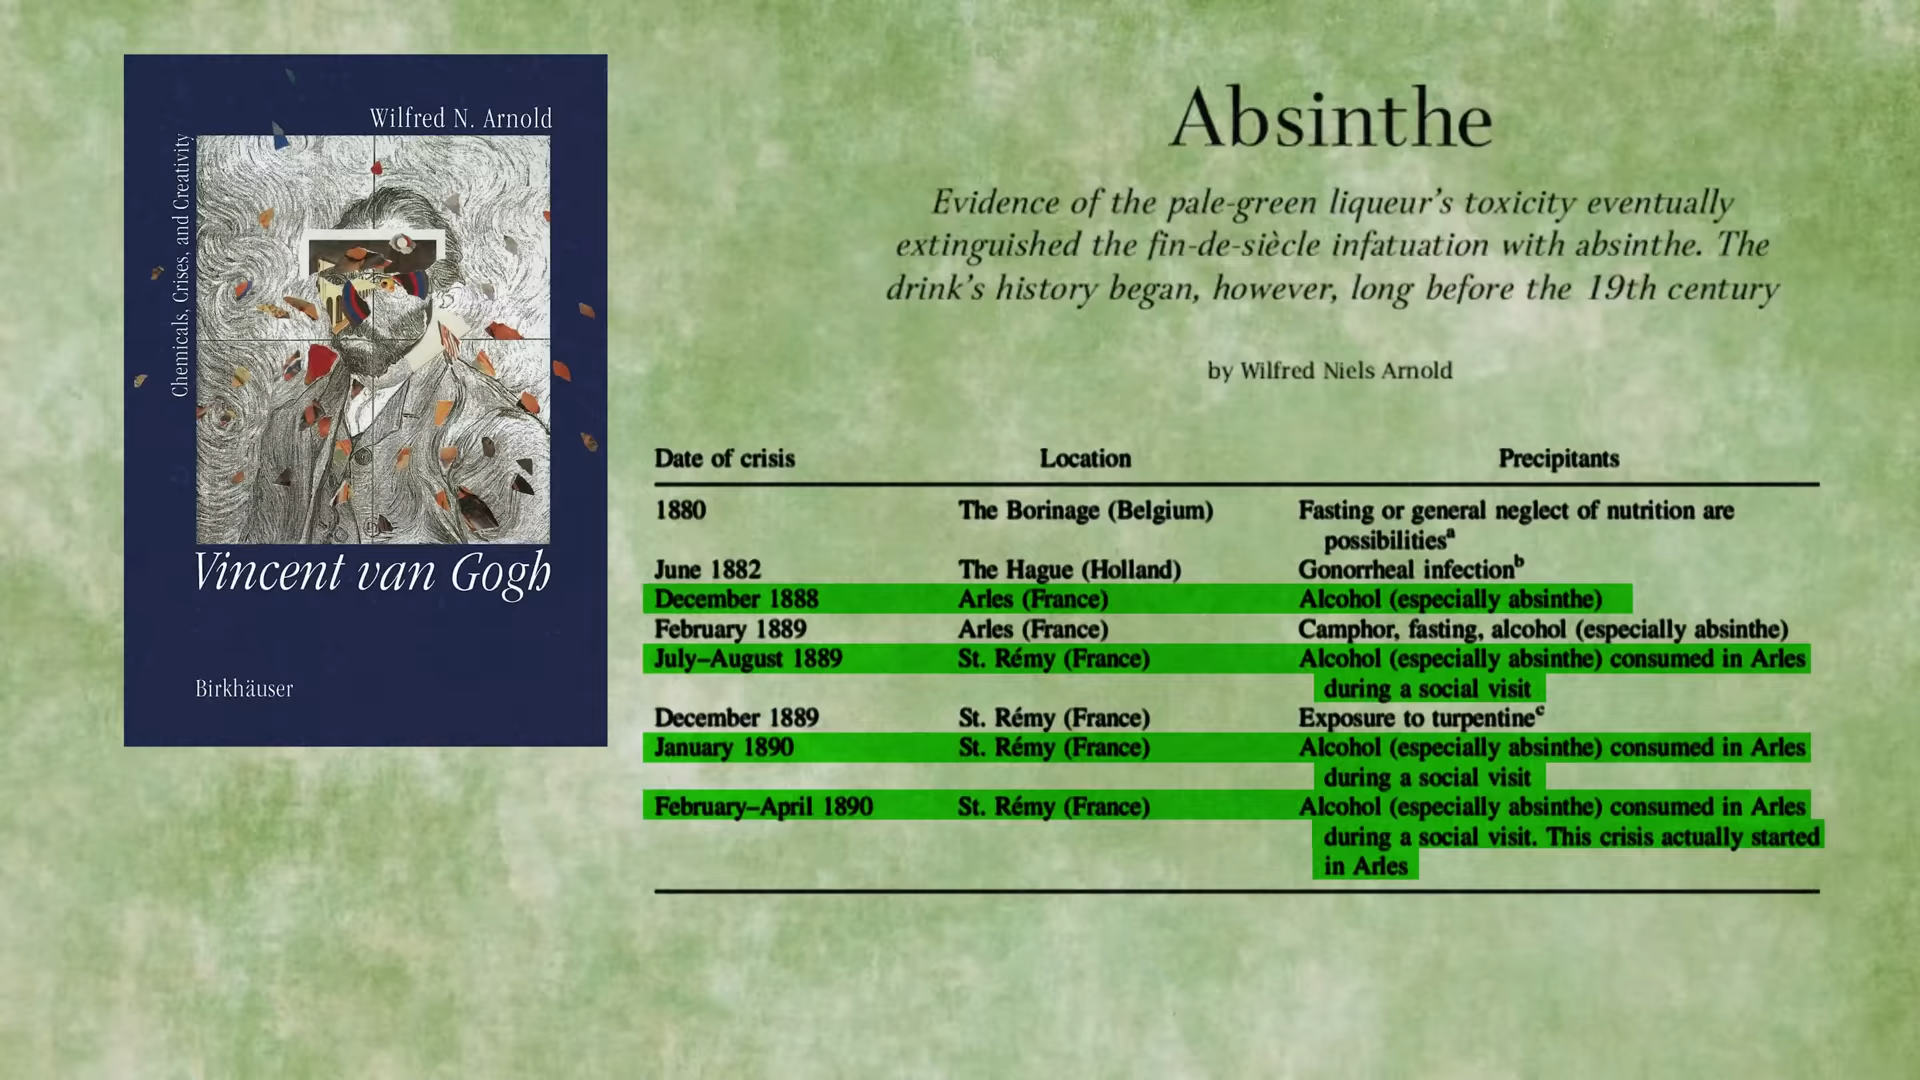 Wilfred N. Arnold
Chemicals, Crises, and Creativity
Vincent van Gogh
Birkhäuser
Absinthe
Evidence of the pale-green liqueur's toxicity eventually
extinguished the fin-de-siècle infatuation with absinthe. The
drink's history began, however, long before the 19th century
by Wilfred Niels Arnold
Date of crisis Location Precipitants
1880 The Borinage (Belgium) Fasting or general neglect of nutrition are
possibilitiesᵃ
June 1882 The Hague (Holland) Gonorrheal infectionᵇ
December 1888 Arles (France) Alcohol (especially absinthe)
February 1889 Arles (France) Camphor, fasting, alcohol (especially absinthe)
July–August 1889 St. Rémy (France) Alcohol (especially absinthe) consumed in Arles
during a social visit
December 1889 St. Rémy (France) Exposure to turpentineᶜ
January 1890 St. Rémy (France) Alcohol (especially absinthe) consumed in Arles
during a social visit
February–April 1890 St. Rémy (France) Alcohol (especially absinthe) consumed in Arles
during a social visit. This crisis actually started
in Arles